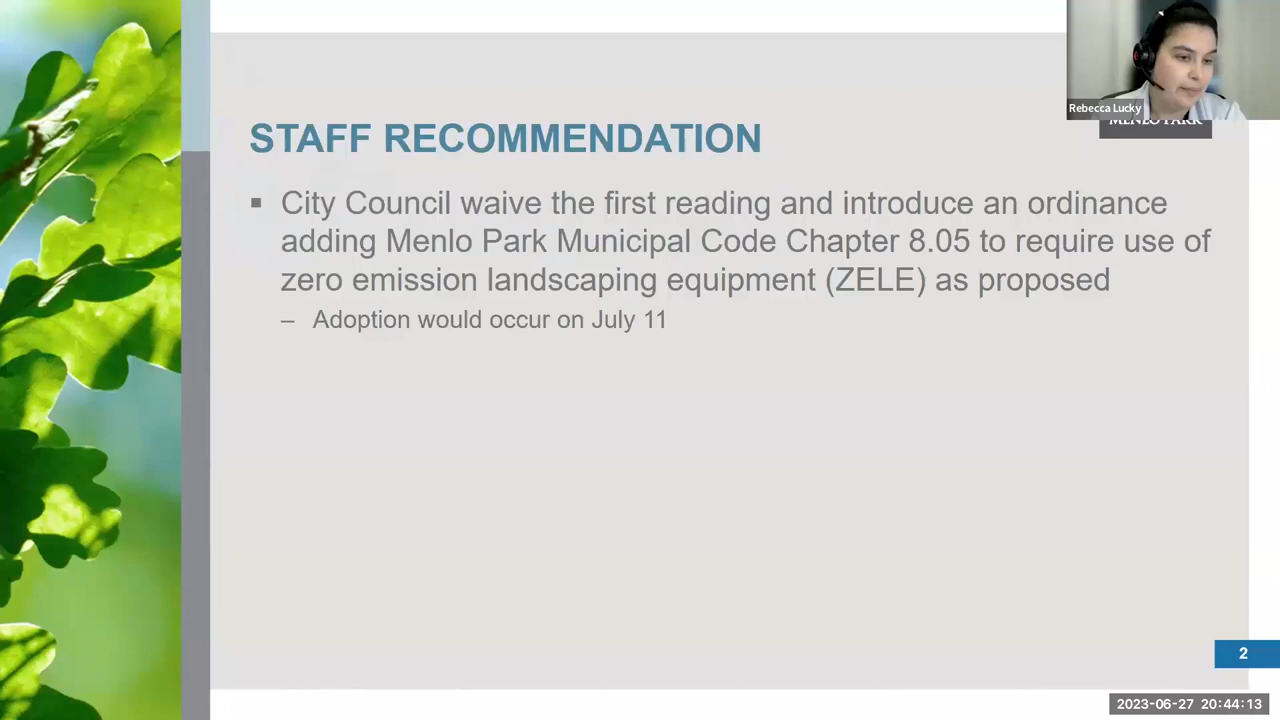 Rebecca Lucky
MENLO PARK
STAFF RECOMMENDATION
▪ City Council waive the first reading and introduce an ordinance
adding Menlo Park Municipal Code Chapter 8.05 to require use of
zero emission landscaping equipment (ZELE) as proposed
– Adoption would occur on July 11
2
2023-06-27 20:44:13